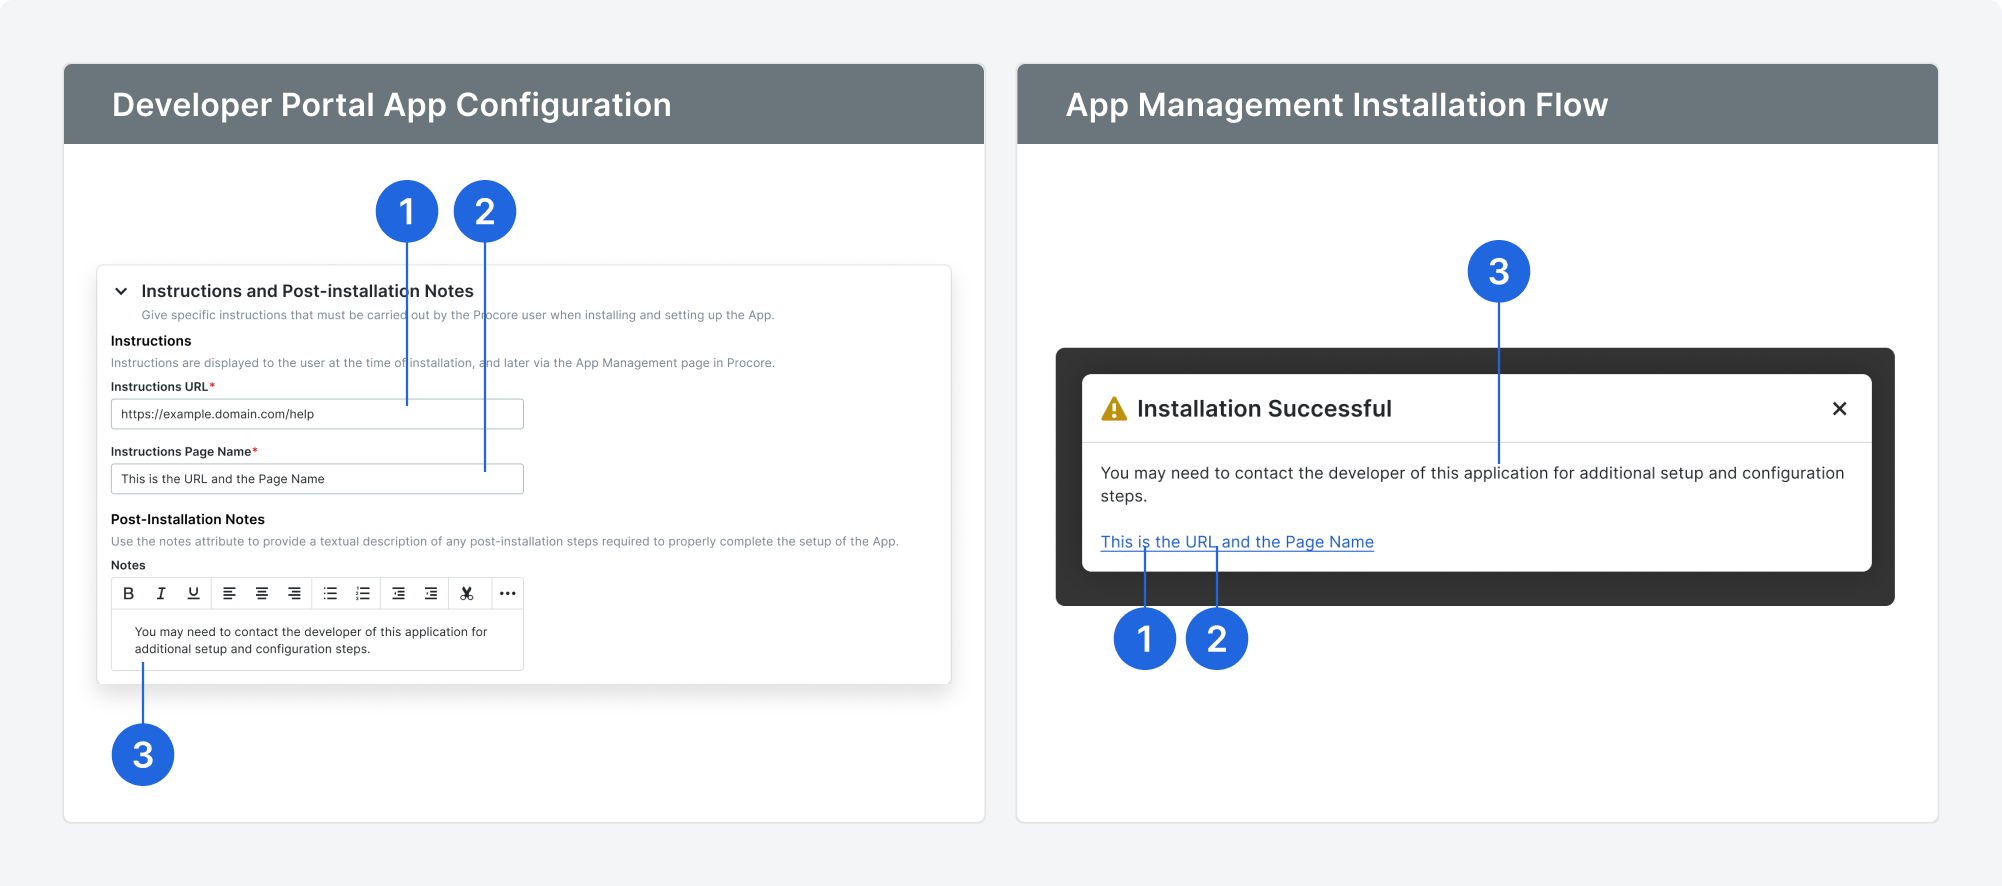 Developer Portal App Configuration
1 2
Instructions and Post-installation Notes
Give specific instructions that must be carried out by the Procore user when installing and setting up the App.
Instructions
Instructions are displayed to the user at the time of installation, and later via the App Management page in Procore.
Instructions URL*
https://example.domain.com/help
Instructions Page Name*
This is the URL and the Page Name
Post-Installation Notes
Use the notes attribute to provide a textual description of any post-installation steps required to properly complete the setup of the App.
Notes
B I U
You may need to contact the developer of this application for
additional setup and configuration steps.
3
App Management Installation Flow
3
Installation Successful
You may need to contact the developer of this application for additional setup and configuration
steps.
This is the URL and the Page Name
1 2